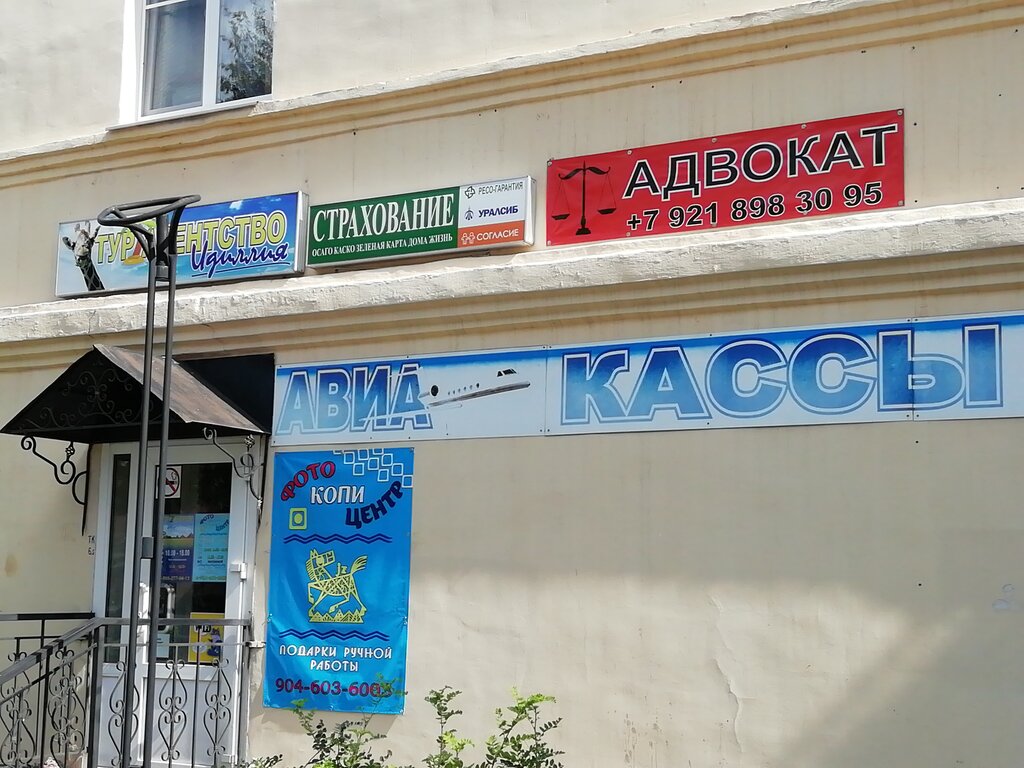 ТУРАГЕНТСТВО
Идиллия
СТРАХОВАНИЕ
ОСАГО КАСКО ЗЕЛЕНАЯ КАРТА ДОМА ЖИЗНЬ
РЕСО-ГАРАНТИЯ
УРАЛСИБ
СОГЛАСИЕ
АДВОКАТ
+7 921 898 30 95
АВИА КАССЫ
ФОТО
КОПИ
ЦЕНТР
ПОДАРКИ РУЧНОЙ
РАБОТЫ
904-603-600